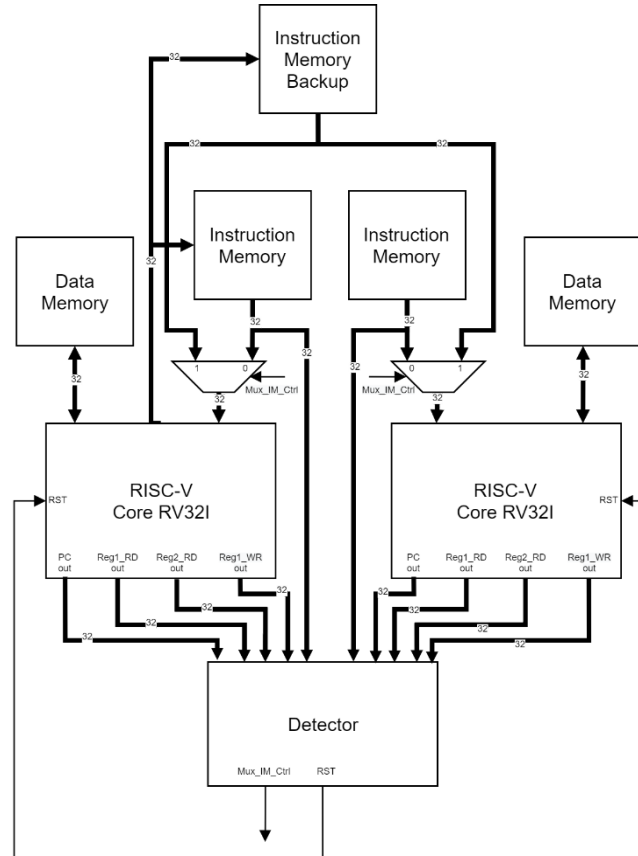 Instruction
Memory
Backup
32
32
32
Instruction
Memory
Instruction
Memory
Data
Memory
Data
Memory
32
32
32
32
32
32
32
1
0
0
1
Mux_IM_Ctrl
Mux_IM_Ctrl
32
32
32
RISC-V
Core RV32I
RST
PC
out
Reg1_RD
out
Reg2_RD
out
Reg1_WR
out
RISC-V
Core RV32I
RST
PC
out
Reg1_RD
out
Reg2_RD
out
Reg1_WR
out
32
32
32
32
32
32
32
32
Detector
Mux_IM_Ctrl
RST